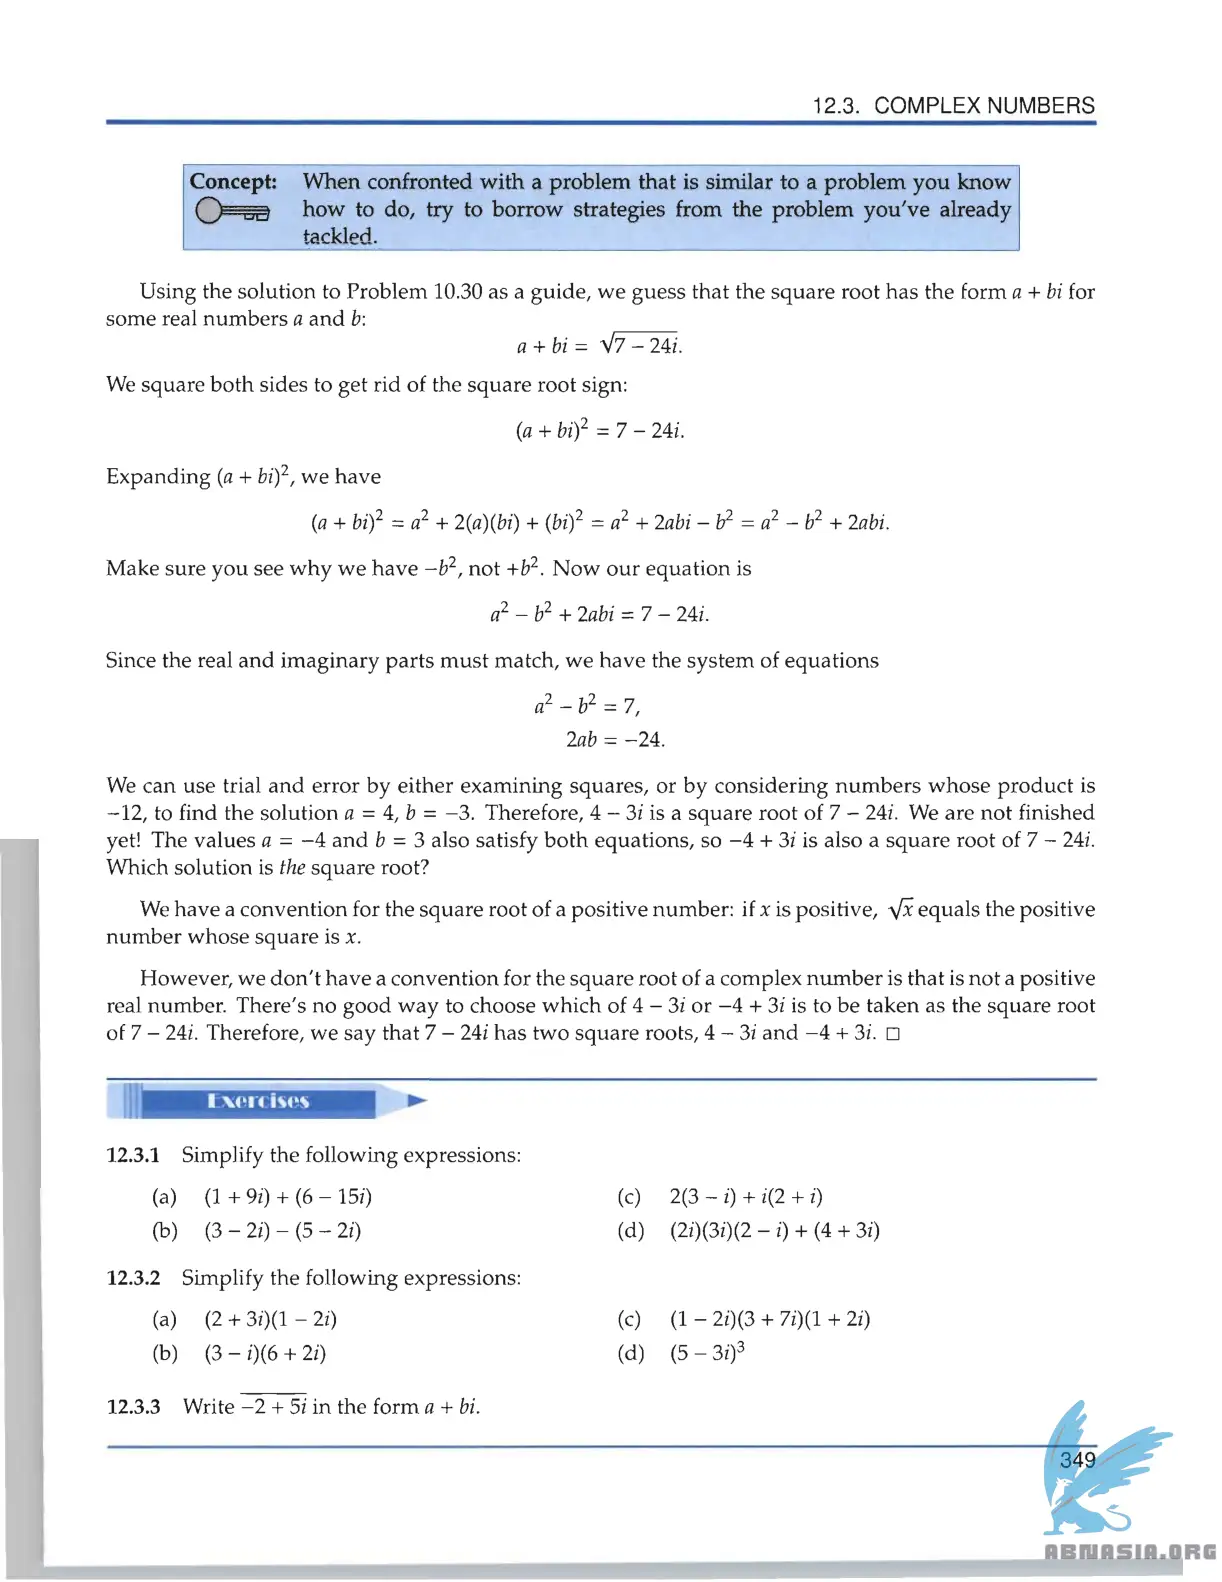 12.3. COMPLEX NUMBERS
Concept: When confronted with a problem that is similar to a problem you know
how to do, try to borrow strategies from the problem you've already
tackled.
Using the solution to Problem 10.30 as a guide, we guess that the square root has the form a + bi for
some real numbers a and b:
a + bi = √(7 − 24i).
We square both sides to get rid of the square root sign:
(a + bi)² = 7 − 24i.
Expanding (a + bi)², we have
(a + bi)² = a² + 2(a)(bi) + (bi)² = a² + 2abi − b² = a² − b² + 2abi.
Make sure you see why we have −b², not +b². Now our equation is
a² − b² + 2abi = 7 − 24i.
Since the real and imaginary parts must match, we have the system of equations
a² − b² = 7,
2ab = −24.
We can use trial and error by either examining squares, or by considering numbers whose product is
−12, to find the solution a = 4, b = −3. Therefore, 4 − 3i is a square root of 7 − 24i. We are not finished
yet! The values a = −4 and b = 3 also satisfy both equations, so −4 + 3i is also a square root of 7 − 24i.
Which solution is the square root?
We have a convention for the square root of a positive number: if x is positive, √x equals the positive
number whose square is x.
However, we don't have a convention for the square root of a complex number is that is not a positive
real number. There's no good way to choose which of 4 − 3i or −4 + 3i is to be taken as the square root
of 7 − 24i. Therefore, we say that 7 − 24i has two square roots, 4 − 3i and −4 + 3i. □
Exercises
12.3.1 Simplify the following expressions:
(a) (1 + 9i) + (6 − 15i)
(b) (3 − 2i) − (5 − 2i)
(c) 2(3 − i) + i(2 + i)
(d) (2i)(3i)(2 − i) + (4 + 3i)
12.3.2 Simplify the following expressions:
(a) (2 + 3i)(1 − 2i)
(b) (3 − i)(6 + 2i)
(c) (1 − 2i)(3 + 7i)(1 + 2i)
(d) (5 − 3i)³
12.3.3 Write \overline{−2 + 5i} in the form a + bi.
349
ABNASIA.ORG